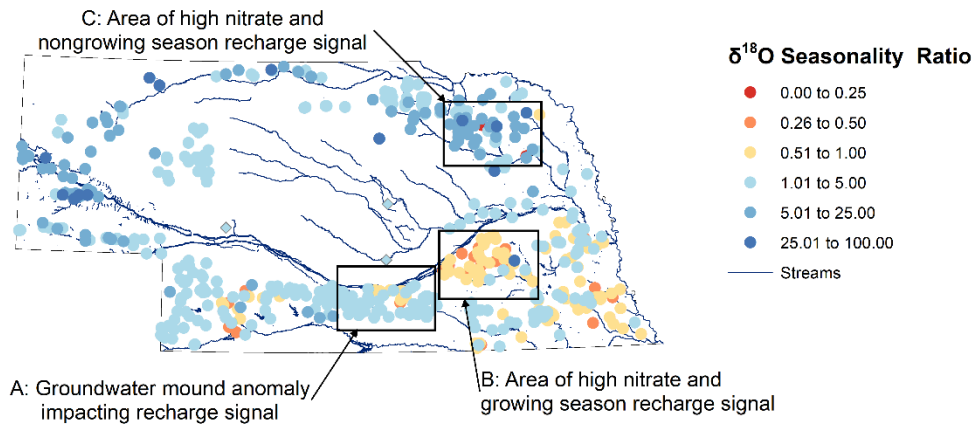 C: Area of high nitrate and
nongrowing season recharge signal
δ18O Seasonality Ratio
0.00 to 0.25
0.26 to 0.50
0.51 to 1.00
1.01 to 5.00
5.01 to 25.00
25.01 to 100.00
Streams
A: Groundwater mound anomaly
impacting recharge signal
B: Area of high nitrate and
growing season recharge signal